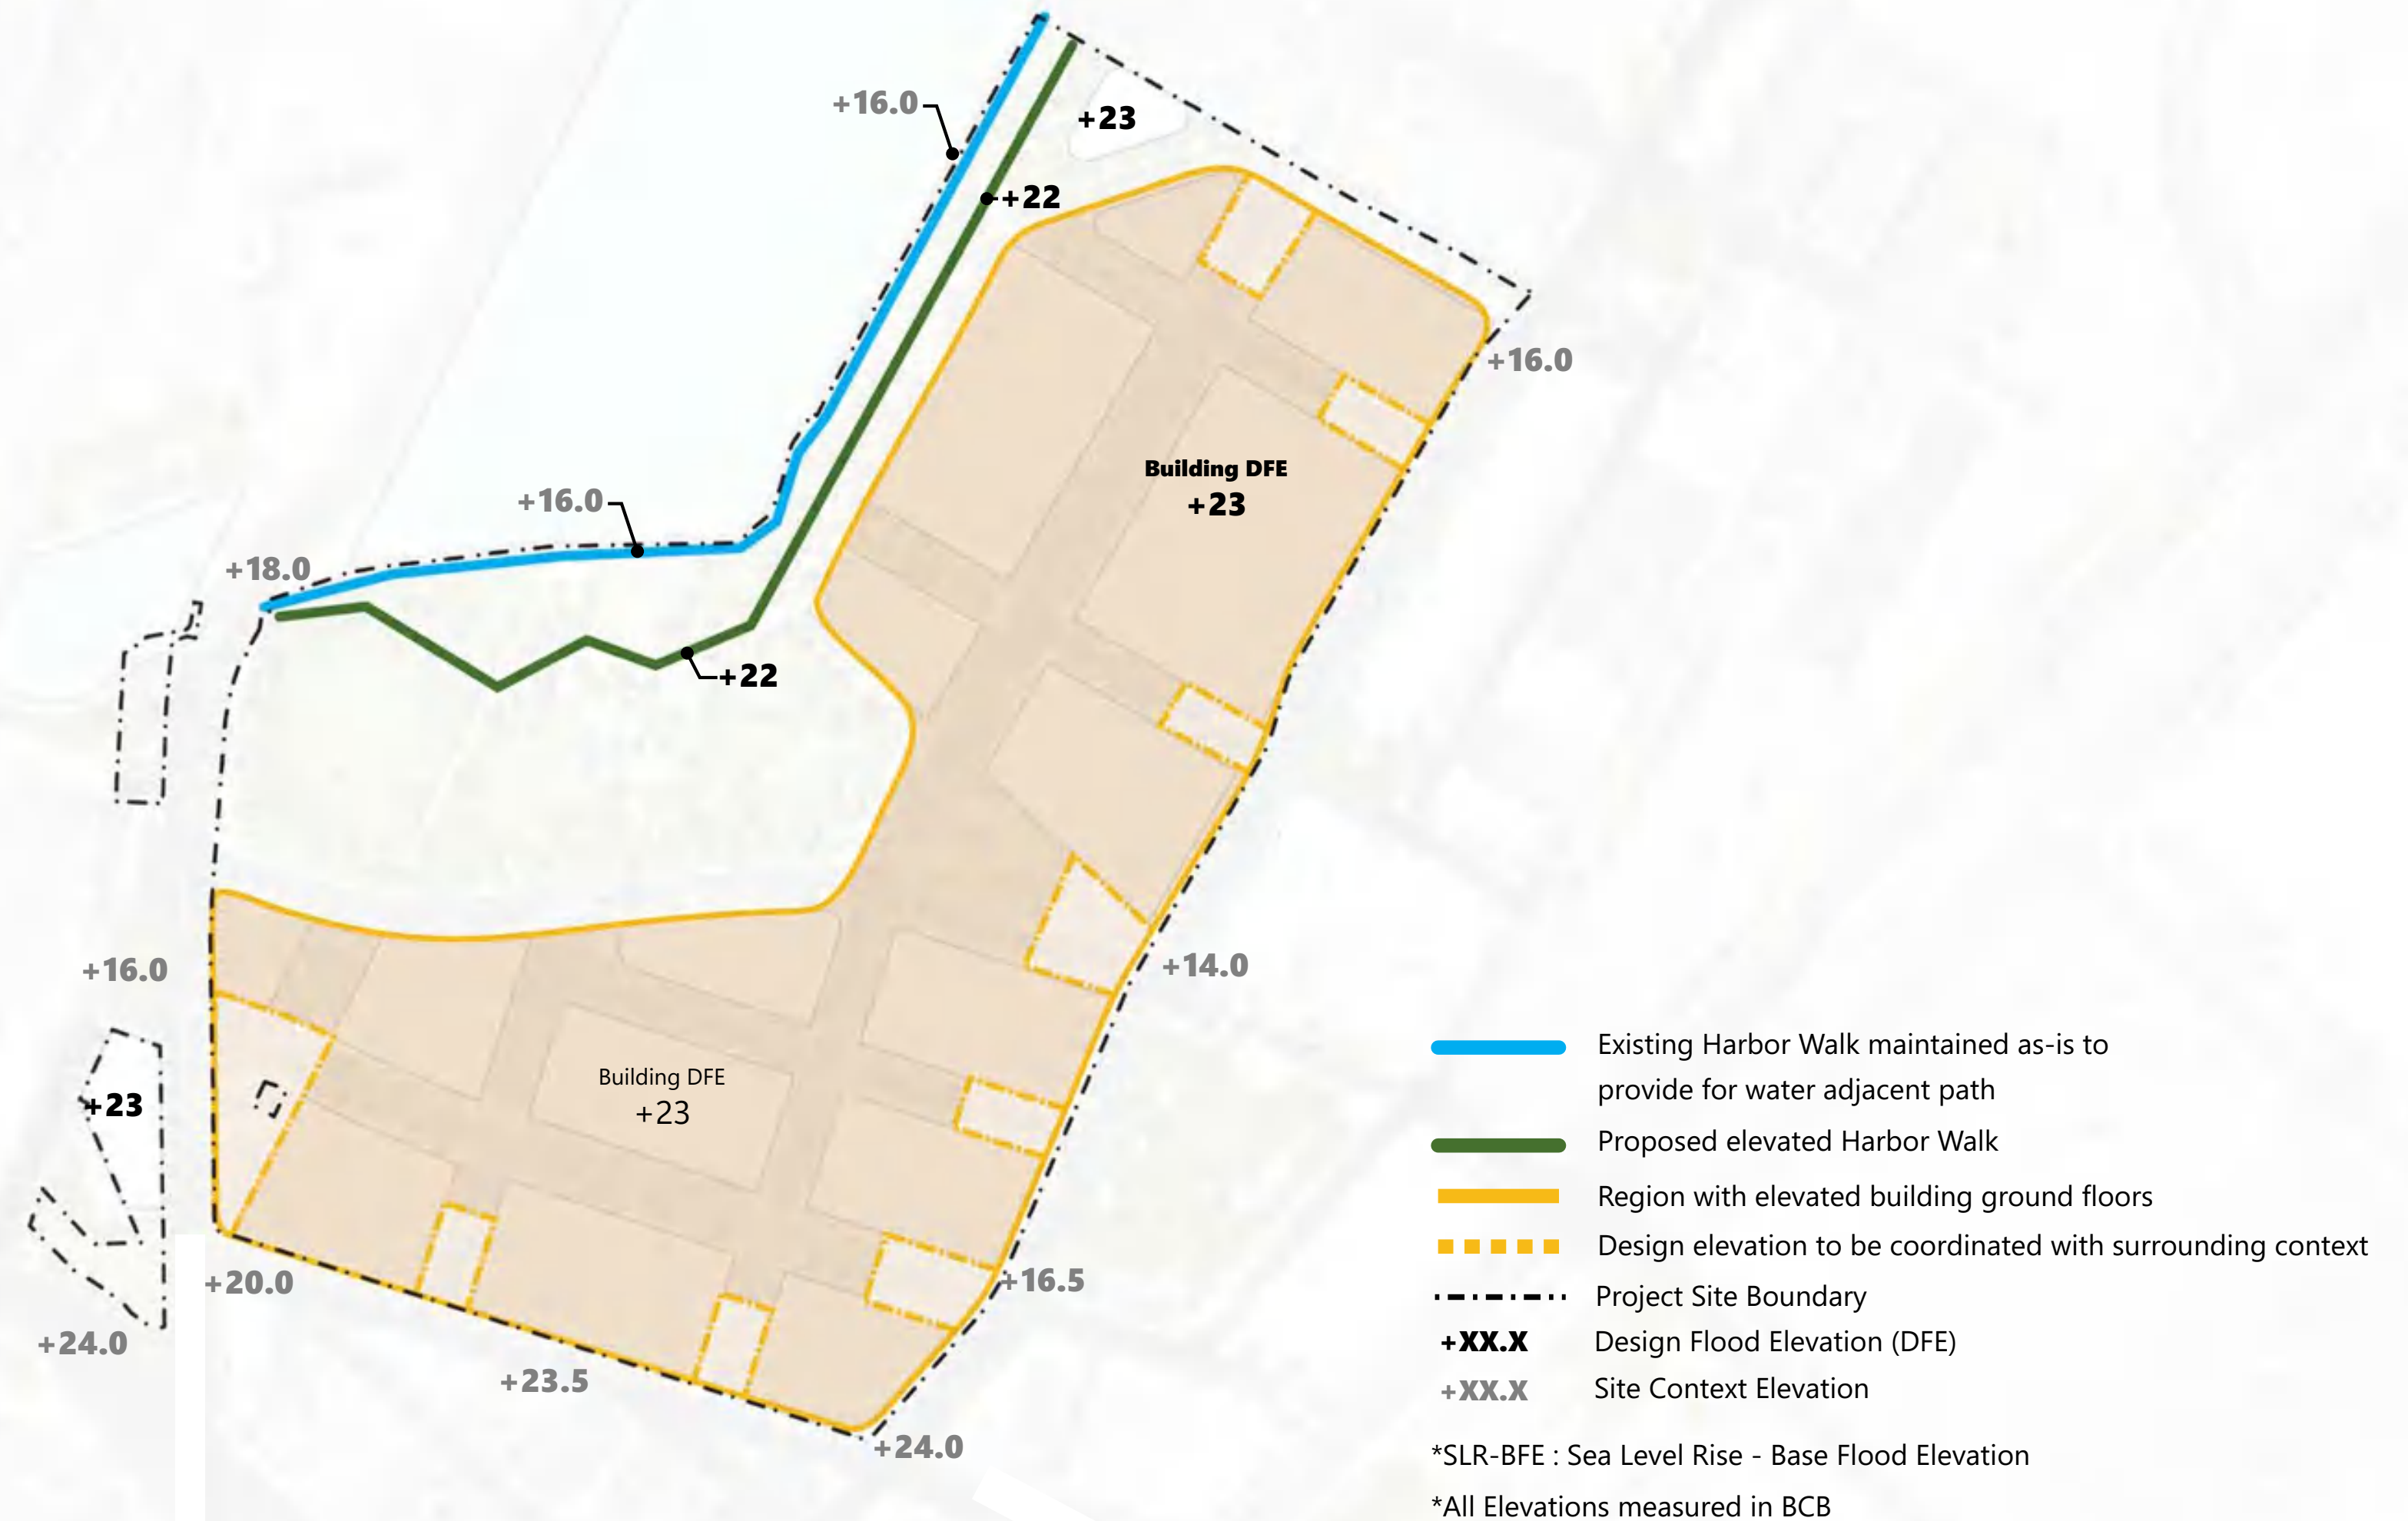 +16.0
+23
+22
+16.0
Building DFE
+23
+16.0
+18.0
+22
+16.0
+14.0
Building DFE
+23
+23
+20.0
+16.5
+24.0
+23.5
+24.0
Existing Harbor Walk maintained as-is to
provide for water adjacent path
Proposed elevated Harbor Walk
Region with elevated building ground floors
Design elevation to be coordinated with surrounding context
Project Site Boundary
+XX.X Design Flood Elevation (DFE)
+XX.X Site Context Elevation
*SLR-BFE : Sea Level Rise - Base Flood Elevation
*All Elevations measured in BCB